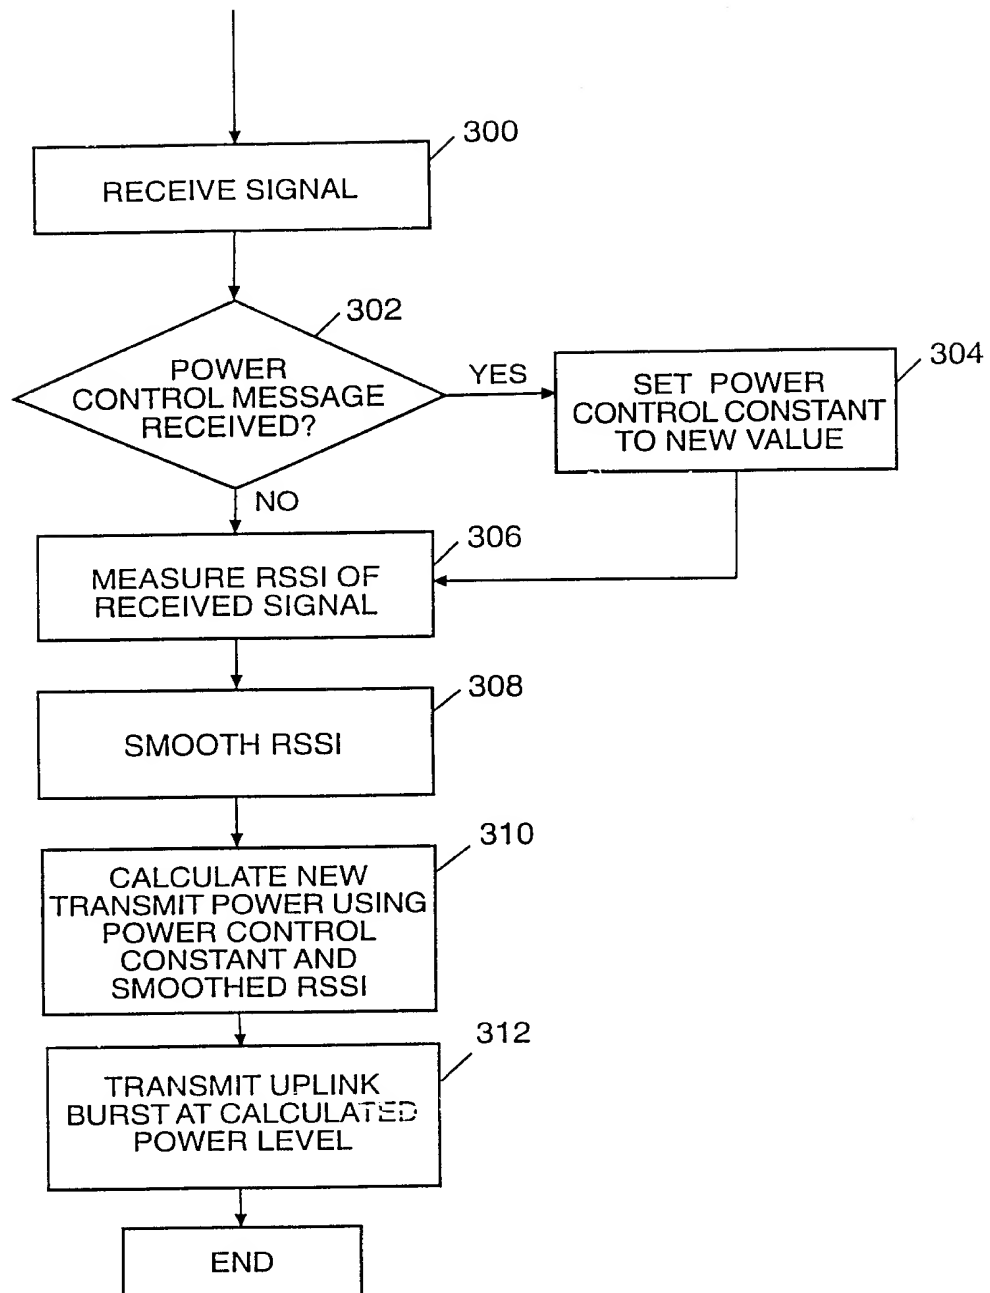 300
RECEIVE SIGNAL
302
POWER
CONTROL MESSAGE
RECEIVED?
YES
304
SET POWER
CONTROL CONSTANT
TO NEW VALUE
NO
306
MEASURE RSSI OF
RECEIVED SIGNAL
308
SMOOTH RSSI
310
CALCULATE NEW
TRANSMIT POWER USING
POWER CONTROL
CONSTANT AND
SMOOTHED RSSI
312
TRANSMIT UPLINK
BURST AT CALCULATED
POWER LEVEL
END